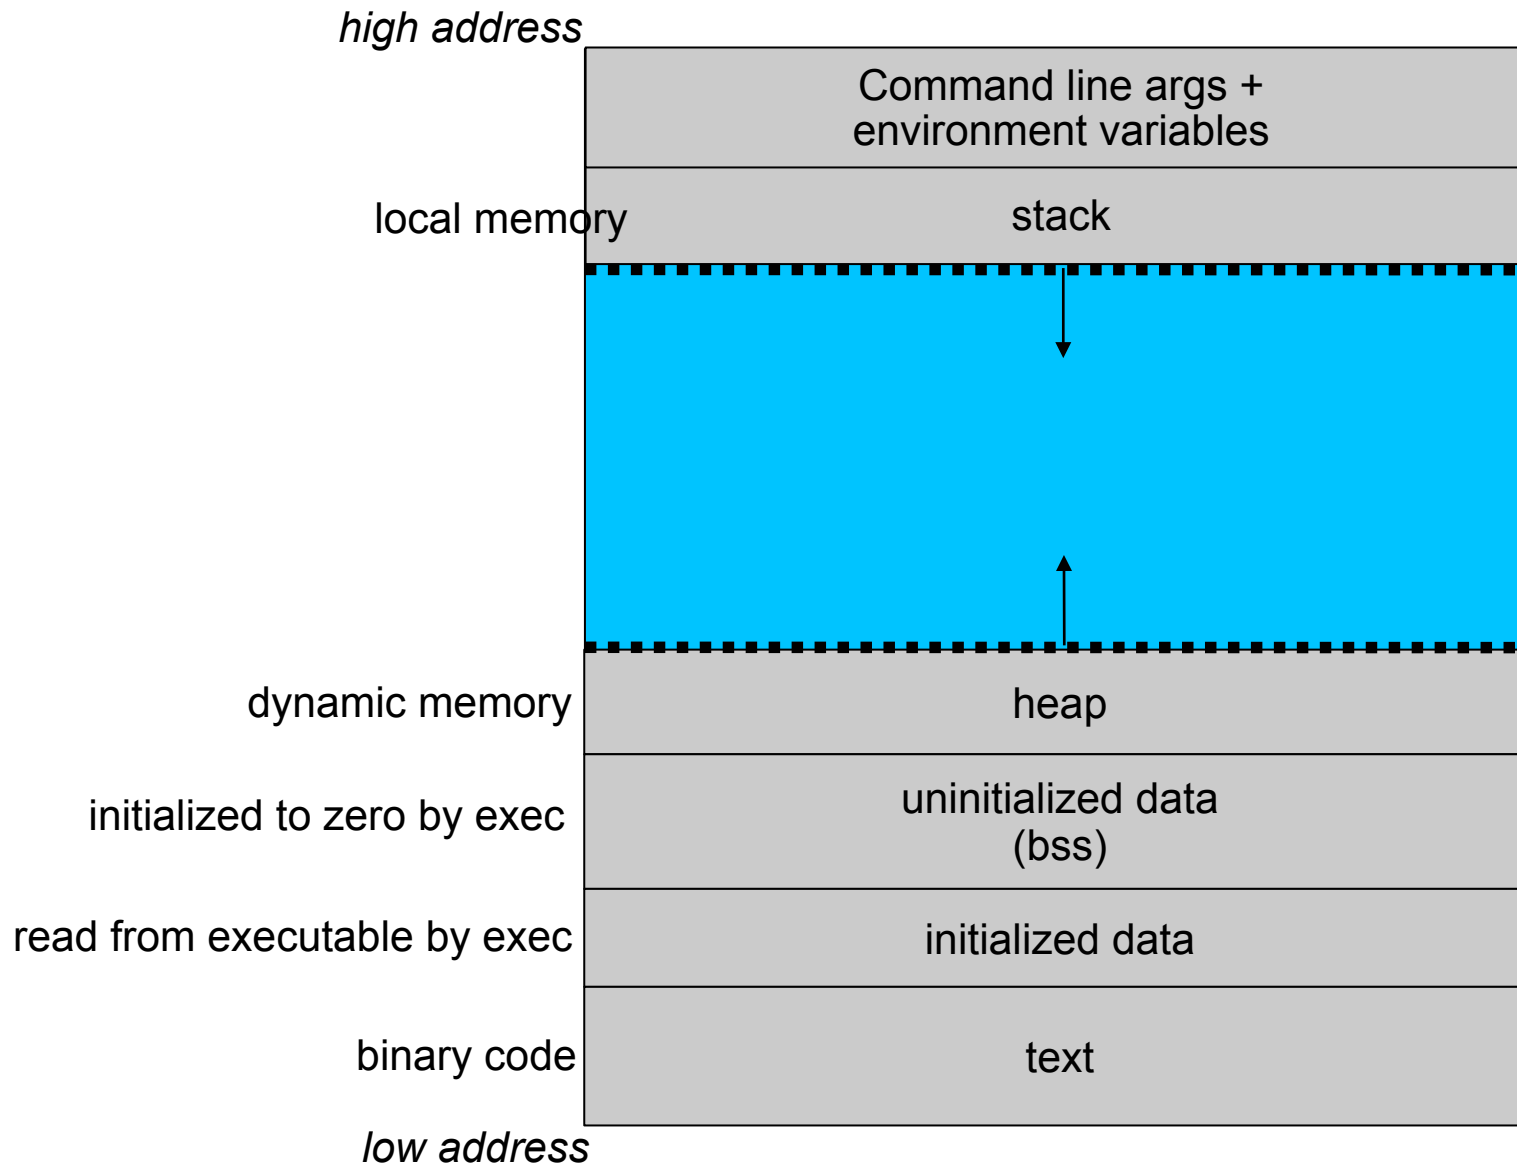 high address
Command line args +
environment variables
local memory
stack
dynamic memory
heap
initialized to zero by exec
uninitialized data
(bss)
read from executable by exec
initialized data
binary code
text
low address